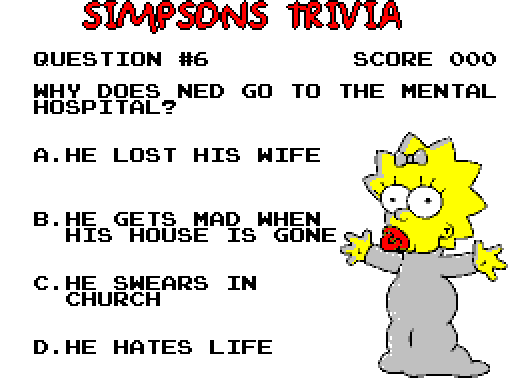 SIMPSONS TRIVIA
QUESTION #6 SCORE 000
WHY DOES NED GO TO THE MENTAL
HOSPITAL?
A.HE LOST HIS WIFE
B.HE GETS MAD WHEN
HIS HOUSE IS GONE
C.HE SWEARS IN
CHURCH
D.HE HATES LIFE